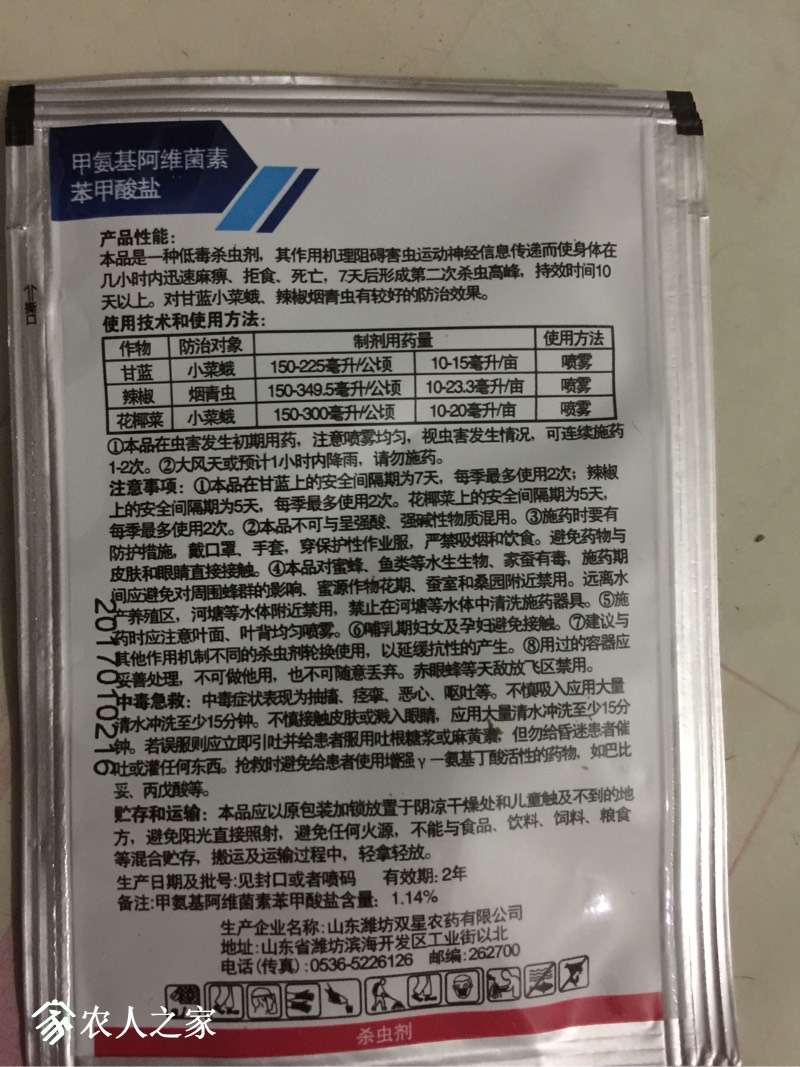 甲氨基阿维菌素
苯甲酸盐
产品性能：
本品是一种低毒杀虫剂，其作用机理阻碍害虫运动神经信息传递而使身体在
几小时内迅速麻痹、拒食、死亡，7天后形成第二次杀虫高峰，持效时间10
天以上。对甘蓝小菜蛾、辣椒烟青虫有较好的防治效果。
使用技术和使用方法：
作物 防治对象 制剂用药量 使用方法
甘蓝 小菜蛾 150-225毫升/公顷 10-15毫升/亩 喷雾
辣椒 烟青虫 150-349.5毫升/公顷 10-23.3毫升/亩 喷雾
花椰菜 小菜蛾 150-300毫升/公顷 10-20毫升/亩 喷雾
①本品在虫害发生初期用药，注意喷雾均匀，视虫害发生情况，可连续施药
1-2次。②大风天或预计1小时内降雨，请勿施药。
注意事项：①本品在甘蓝上的安全间隔期为7天，每季最多使用2次；辣椒
上的安全间隔期为5天，每季最多使用2次。花椰菜上的安全间隔期为5天，
每季最多使用2次。②本品不可与呈强酸、强碱性物质混用。③施药时要有
防护措施，戴口罩、手套，穿保护性作业服，严禁吸烟和饮食。避免药物与
皮肤和眼睛直接接触。④本品对蜜蜂、鱼类等水生生物、家蚕有毒，施药期
间应避免对周围蜂群的影响、蜜源作物花期、蚕室和桑园附近禁用。远离水
产养殖区，河塘等水体附近禁用，禁止在河塘等水体中清洗施药器具。⑤施
药时应注意叶面、叶背均匀喷雾。⑥哺乳期妇女及孕妇避免接触。⑦建议与
其他作用机制不同的杀虫剂轮换使用，以延缓抗性的产生。⑧用过的容器应
妥善处理，不可做他用，也不可随意丢弃。赤眼蜂等天敌放飞区禁用。
中毒急救：中毒症状表现为抽搐、痉挛、恶心、呕吐等。不慎吸入应用大量
清水冲洗至少15分钟。不慎接触皮肤或溅入眼睛，应用大量清水冲洗至少15分
钟。若误服则应立即引吐并给患者服用吐根糖浆或麻黄素，但勿给昏迷患者催
吐或灌任何东西。抢救时避免给患者使用增强γ一氨基丁酸活性的药物，如巴比
妥、丙戊酸等。
贮存和运输：本品应以原包装加锁放置于阴凉干燥处和儿童触及不到的地
方，避免阳光直接照射，避免任何火源，不能与食品、饮料、饲料、粮食
等混合贮存，搬运及运输过程中，轻拿轻放。
生产日期及批号:见封口或者喷码 有效期:2年
备注:甲氨基阿维菌素苯甲酸盐含量：1.14%
生产企业名称:山东潍坊双星农药有限公司
地址:山东省潍坊滨海开发区工业街以北
电话(传真):0536-5226126 邮编:262700
杀虫剂
2017010216
农人之家